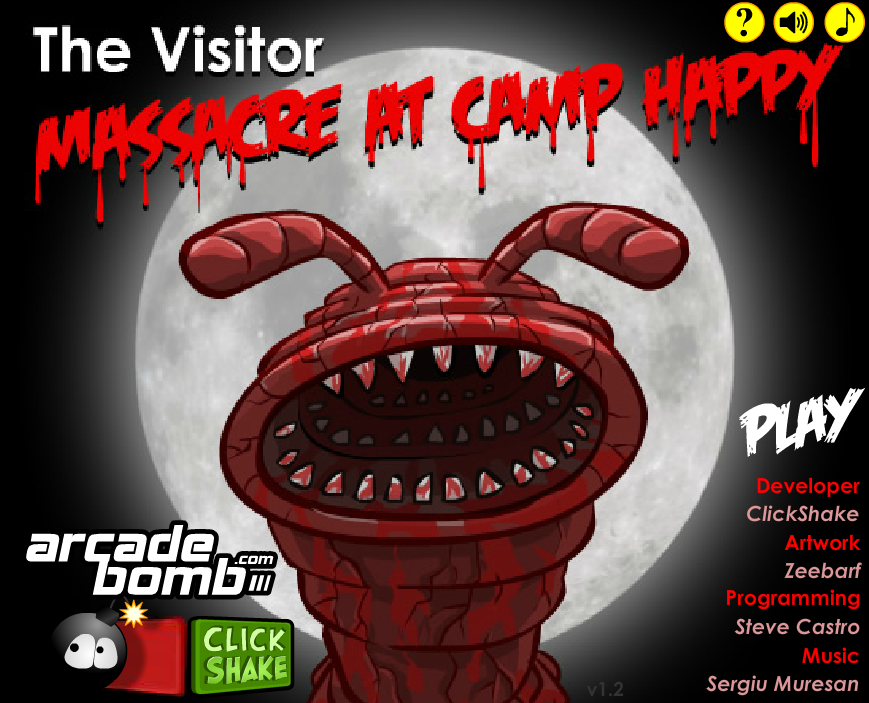 The Visitor
MASSACRE AT CAMP HAPPY
?
PLAY
Developer
ClickShake
Artwork
Zeebarf
Programming
Steve Castro
Music
Sergiu Muresan
arcade
bomb.com
CLICK
SHAKE
v1.2